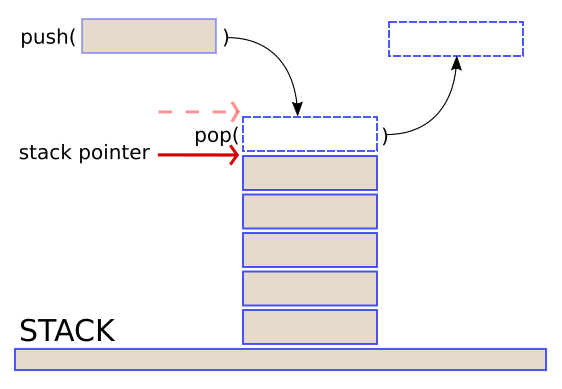 push( )
pop( )
stack pointer
STACK